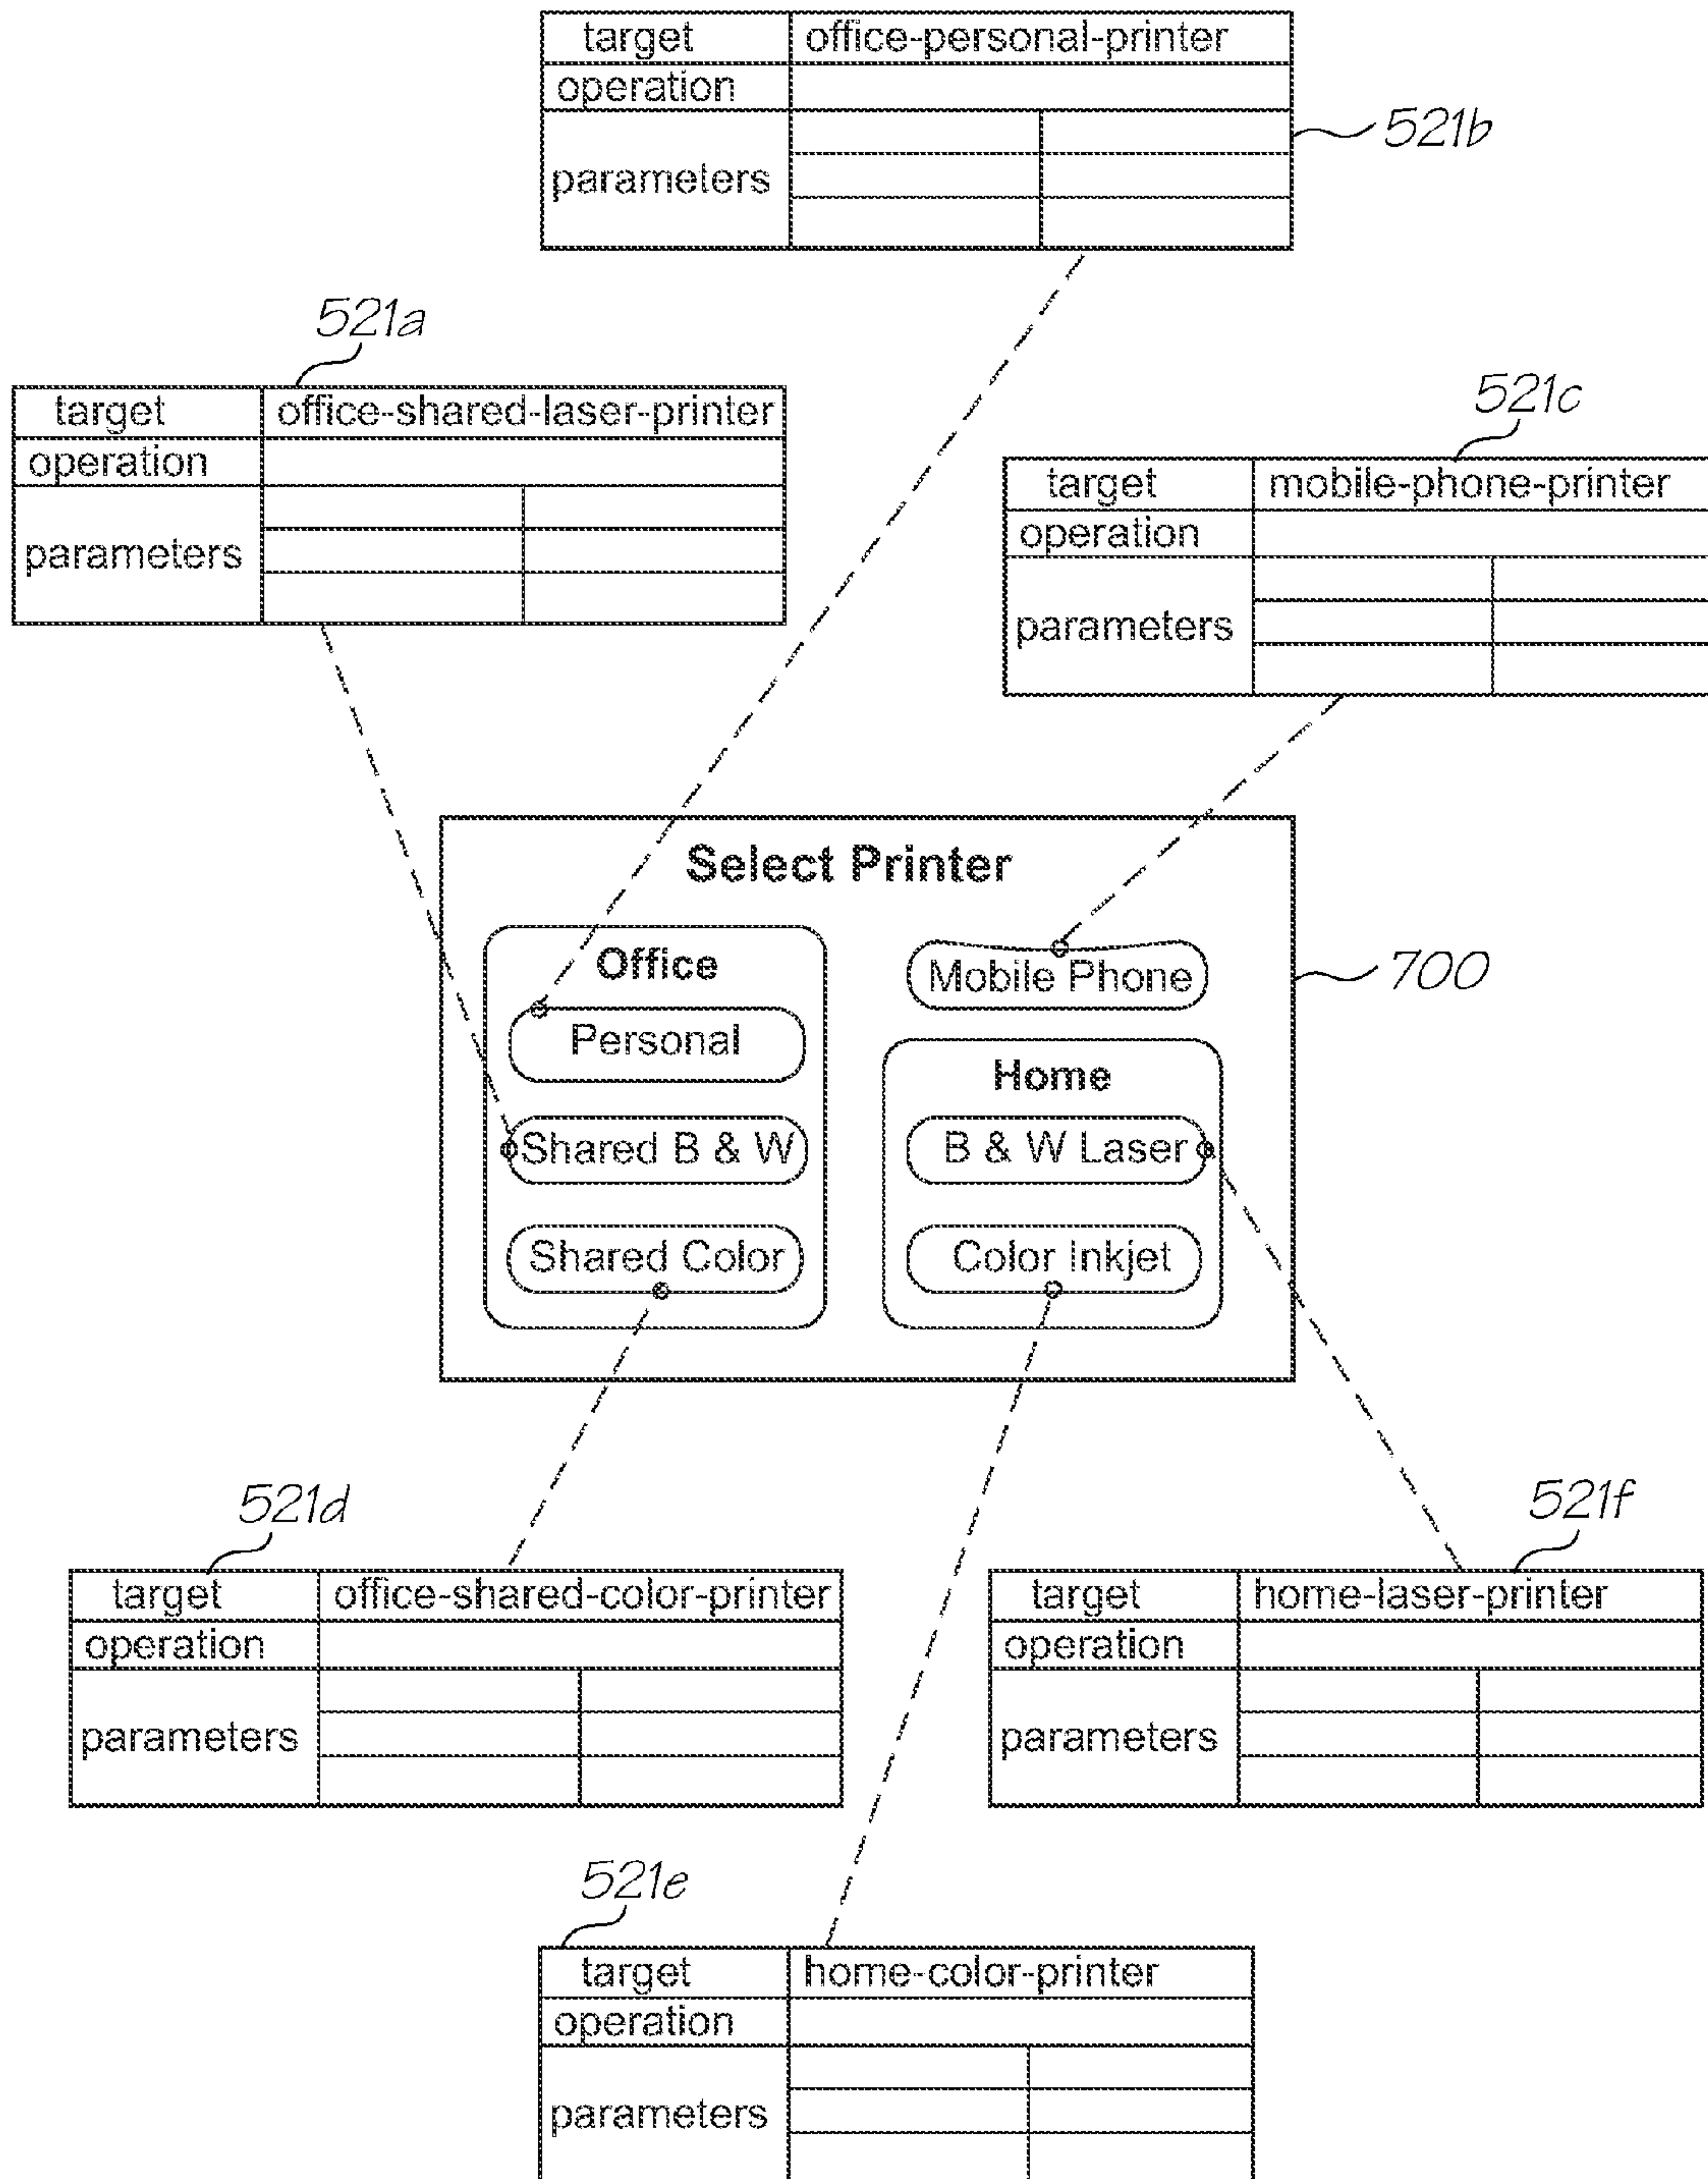 target office-personal-printer
operation
parameters
521b
521a
target office-shared-laser-printer
operation
parameters
521c
target mobile-phone-printer
operation
parameters
Select Printer
Office
Personal
Shared B & W
Shared Color
Mobile Phone
Home
B & W Laser
Color Inkjet
700
521d
target office-shared-color-printer
operation
parameters
521f
target home-laser-printer
operation
parameters
521e
target home-color-printer
operation
parameters